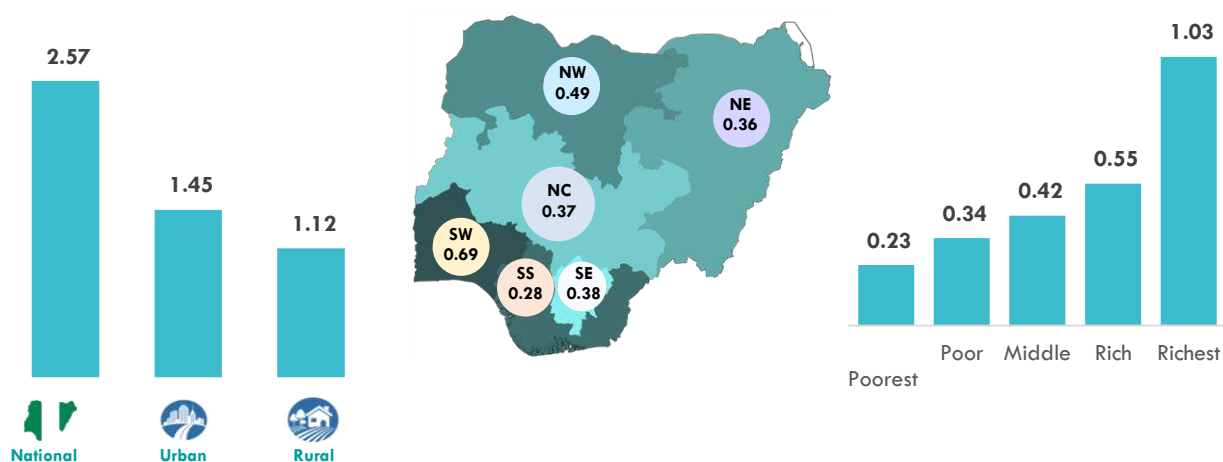 2.57
1.45
1.12
National
Urban
Rural
NW
0.49
NE
0.36
NC
0.37
SW
0.69
SS
0.28
SE
0.38
0.23
0.34
0.42
0.55
1.03
Poorest
Poor
Middle
Rich
Richest